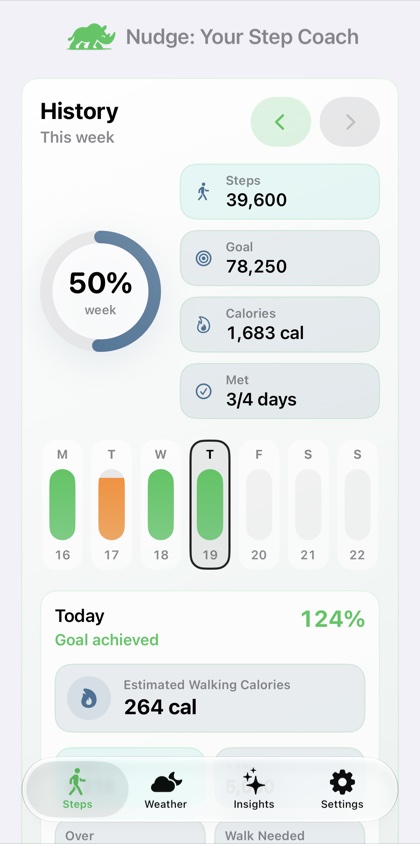 Nudge: Your Step Coach
History
This week
Steps
39,600
Goal
78,250
50%
week
Calories
1,683 cal
Met
3/4 days
M T W T F S S
16 17 18 19 20 21 22
Today
124%
Goal achieved
Estimated Walking Calories
264 cal
Steps Weather Insights Settings
Over Walk Needed